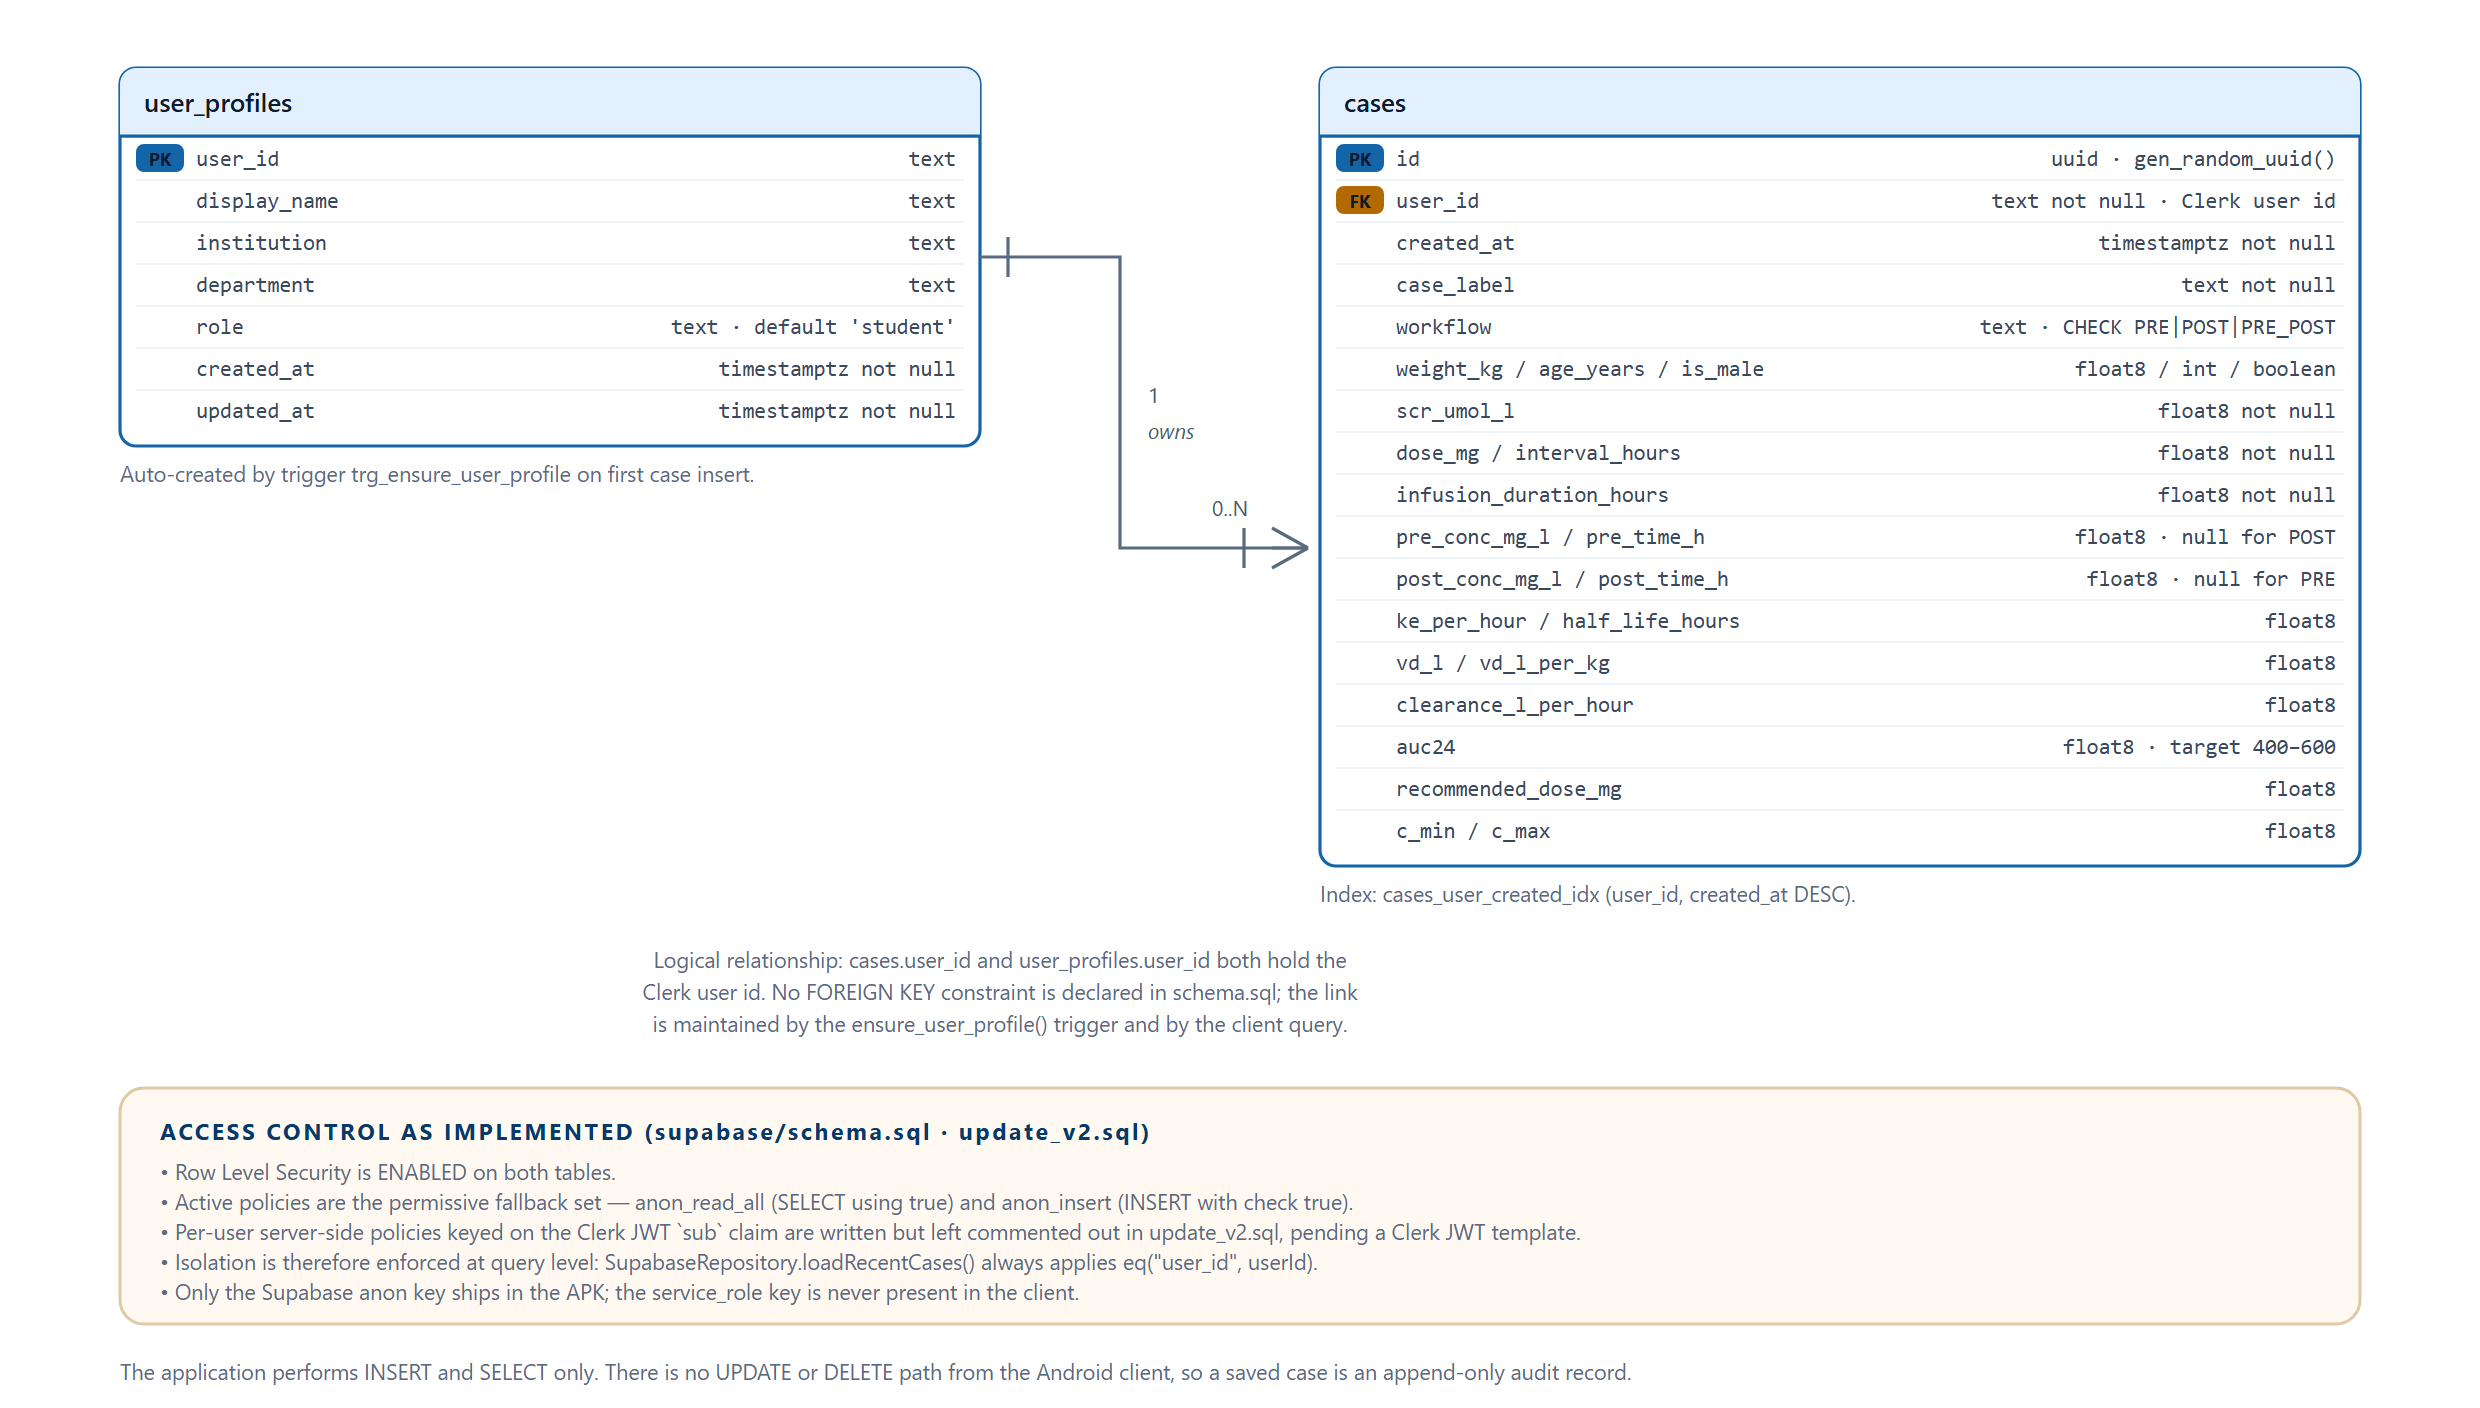 user_profiles
PK user_id text
display_name text
institution text
department text
role text · default 'student'
created_at timestamptz not null
updated_at timestamptz not null
Auto-created by trigger trg_ensure_user_profile on first case insert.
1
owns
0..N
cases
PK id uuid · gen_random_uuid()
FK user_id text not null · Clerk user id
created_at timestamptz not null
case_label text not null
workflow text · CHECK PRE|POST|PRE_POST
weight_kg / age_years / is_male float8 / int / boolean
scr_umol_l float8 not null
dose_mg / interval_hours float8 not null
infusion_duration_hours float8 not null
pre_conc_mg_l / pre_time_h float8 · null for POST
post_conc_mg_l / post_time_h float8 · null for PRE
ke_per_hour / half_life_hours float8
vd_l / vd_l_per_kg float8
clearance_l_per_hour float8
auc24 float8 · target 400–600
recommended_dose_mg float8
c_min / c_max float8
Index: cases_user_created_idx (user_id, created_at DESC).
Logical relationship: cases.user_id and user_profiles.user_id both hold the
Clerk user id. No FOREIGN KEY constraint is declared in schema.sql; the link
is maintained by the ensure_user_profile() trigger and by the client query.
ACCESS CONTROL AS IMPLEMENTED (supabase/schema.sql · update_v2.sql)
• Row Level Security is ENABLED on both tables.
• Active policies are the permissive fallback set — anon_read_all (SELECT using true) and anon_insert (INSERT with check true).
• Per-user server-side policies keyed on the Clerk JWT `sub` claim are written but left commented out in update_v2.sql, pending a Clerk JWT template.
• Isolation is therefore enforced at query level: SupabaseRepository.loadRecentCases() always applies eq("user_id", userId).
• Only the Supabase anon key ships in the APK; the service_role key is never present in the client.
The application performs INSERT and SELECT only. There is no UPDATE or DELETE path from the Android client, so a saved case is an append-only audit record.